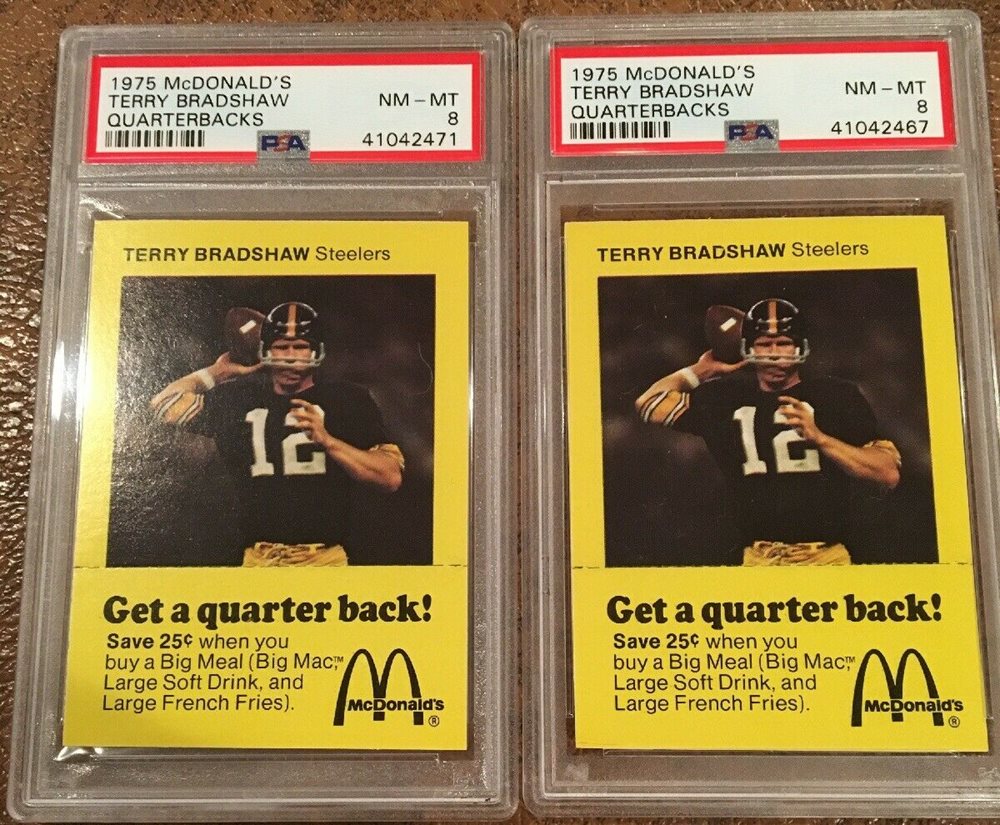 1975 McDONALD'S
TERRY BRADSHAW NM – MT
QUARTERBACKS 8
PSA 41042471
TERRY BRADSHAW Steelers
12
Get a quarter back!
Save 25¢ when you
buy a Big Meal (Big Mac,™
Large Soft Drink, and
Large French Fries).
McDonald's
®
1975 McDONALD'S
TERRY BRADSHAW NM – MT
QUARTERBACKS 8
PSA 41042467
TERRY BRADSHAW Steelers
12
Get a quarter back!
Save 25¢ when you
buy a Big Meal (Big Mac,™
Large Soft Drink, and
Large French Fries).
McDonald's
®